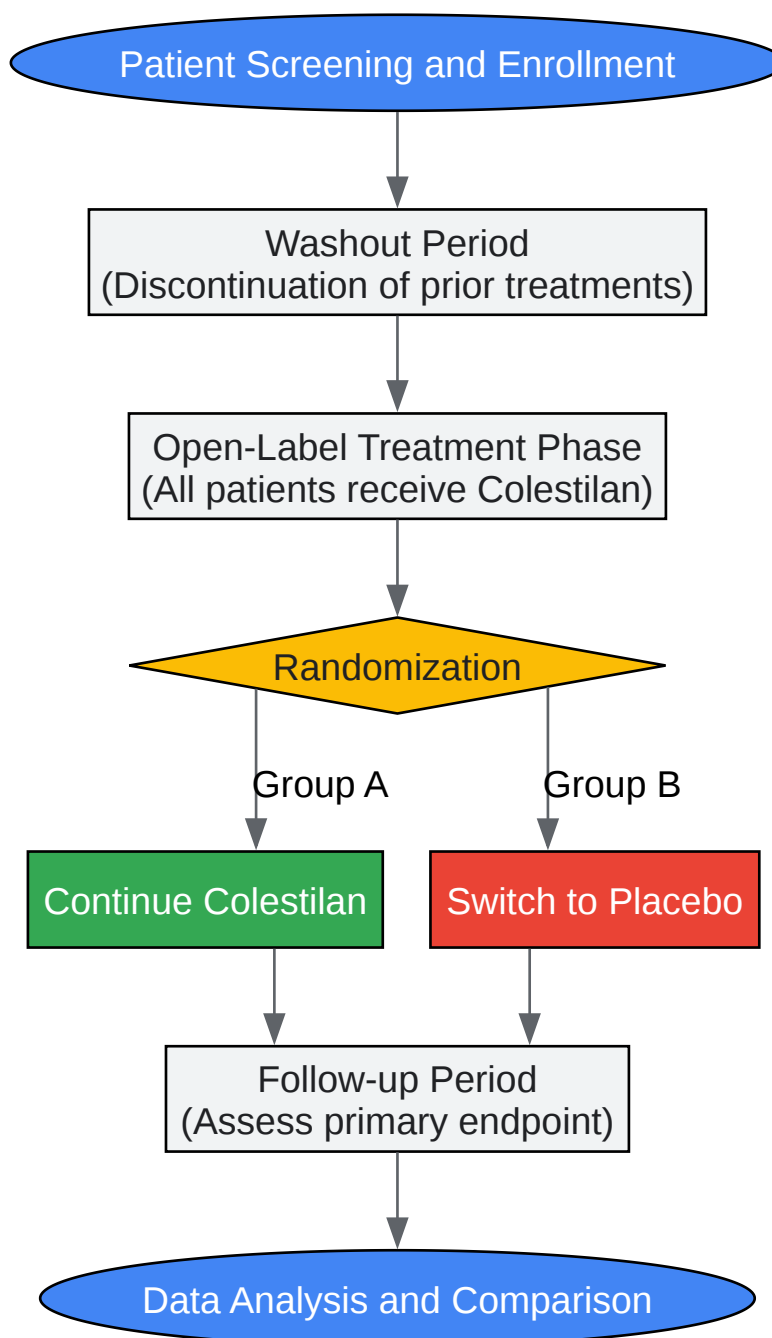 Patient Screening and Enrollment
Washout Period
(Discontinuation of prior treatments)
Open-Label Treatment Phase
(All patients receive Colestilan)
Randomization
Group A
Group B
Continue Colestilan
Switch to Placebo
Follow-up Period
(Assess primary endpoint)
Data Analysis and Comparison